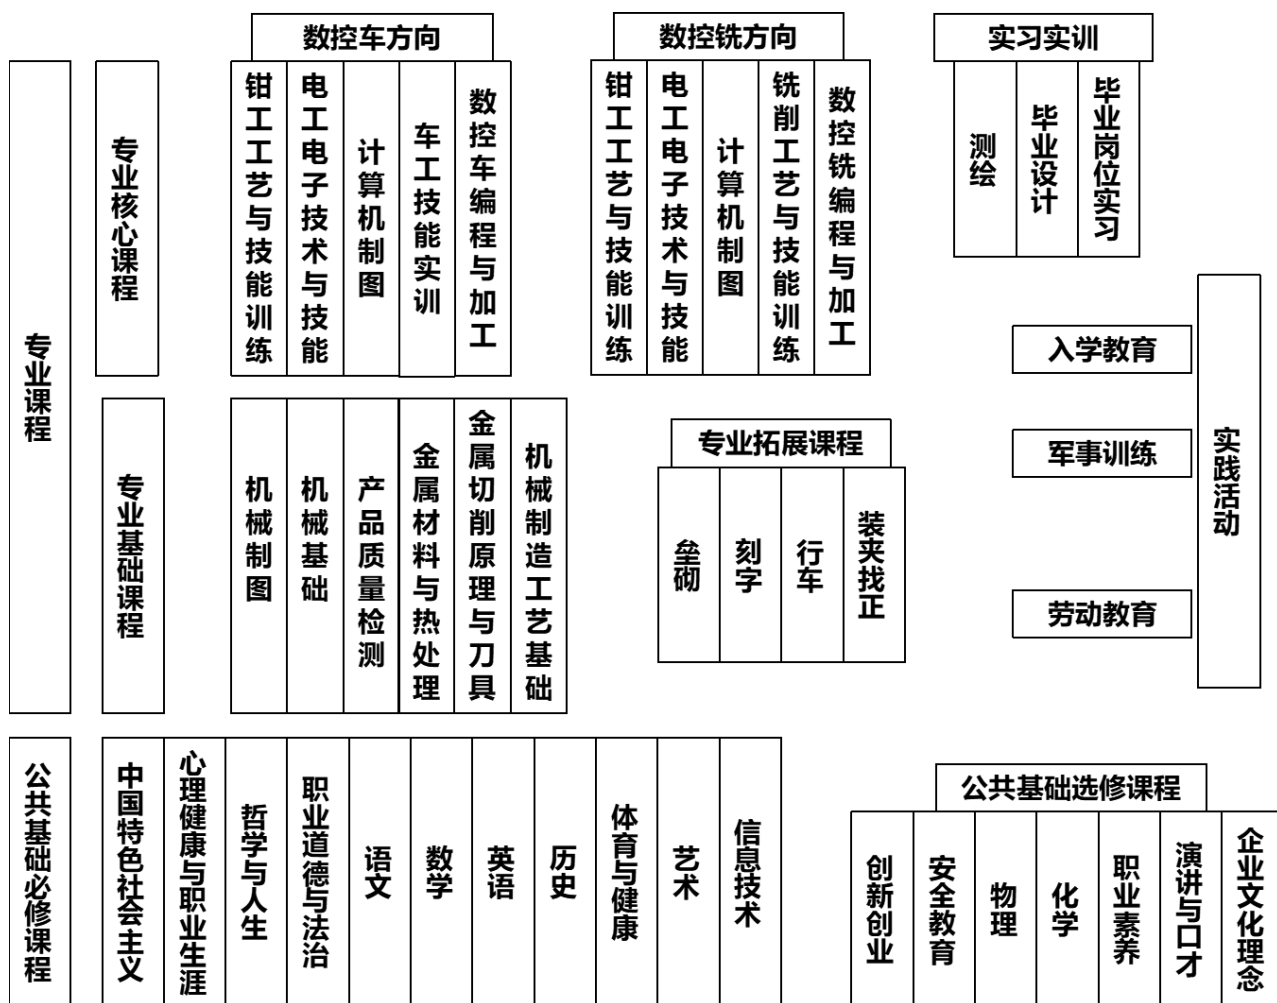 数控车方向
数控铣方向
实习实训
专业课程
专业核心课程
钳工工艺与技能训练
电工电子技术与技能
计算机制图
车工技能实训
数控车编程与加工
钳工工艺与技能训练
电工电子技术与技能
计算机制图
铣削工艺与技能训练
数控铣编程与加工
测绘
毕业设计
毕业岗位实习
专业基础课程
机械制图
机械基础
产品质量检测
金属材料与热处理
金属切削原理与刀具
机械制造工艺基础
专业拓展课程
垒砌
刻字
行车
装夹找正
入学教育
军事训练
劳动教育
实践活动
公共基础必修课程
中国特色社会主义
心理健康与职业生涯
哲学与人生
职业道德与法治
语文
数学
英语
历史
体育与健康
艺术
信息技术
公共基础选修课程
创新创业
安全教育
物理
化学
职业素养
演讲与口才
企业文化理念